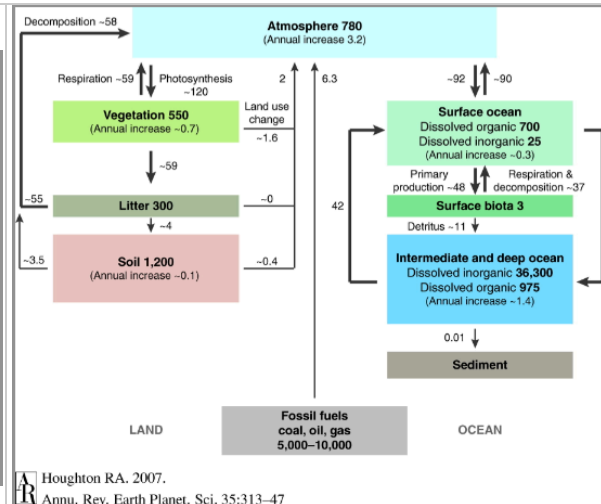 Decomposition ~58
Atmosphere 780
(Annual increase 3.2)
Respiration ~59
Photosynthesis
~120
2
6.3
~92
~90
Vegetation 550
(Annual increase ~0.7)
Land use
change
~1.6
Surface ocean
Dissolved organic 700
Dissolved inorganic 25
(Annual increase ~0.3)
~59
Primary
production ~48
Respiration &
decomposition ~37
~55
Litter 300
~0
42
Surface biota 3
~4
Detritus ~11
~3.5
Soil 1,200
(Annual increase ~0.1)
~0.4
Intermediate and deep ocean
Dissolved inorganic 36,300
Dissolved organic 975
(Annual increase ~1.4)
0.01
Sediment
Fossil fuels
coal, oil, gas
5,000–10,000
LAND
OCEAN
AR Houghton RA. 2007.
Annu. Rev. Earth Planet. Sci. 35:313–47